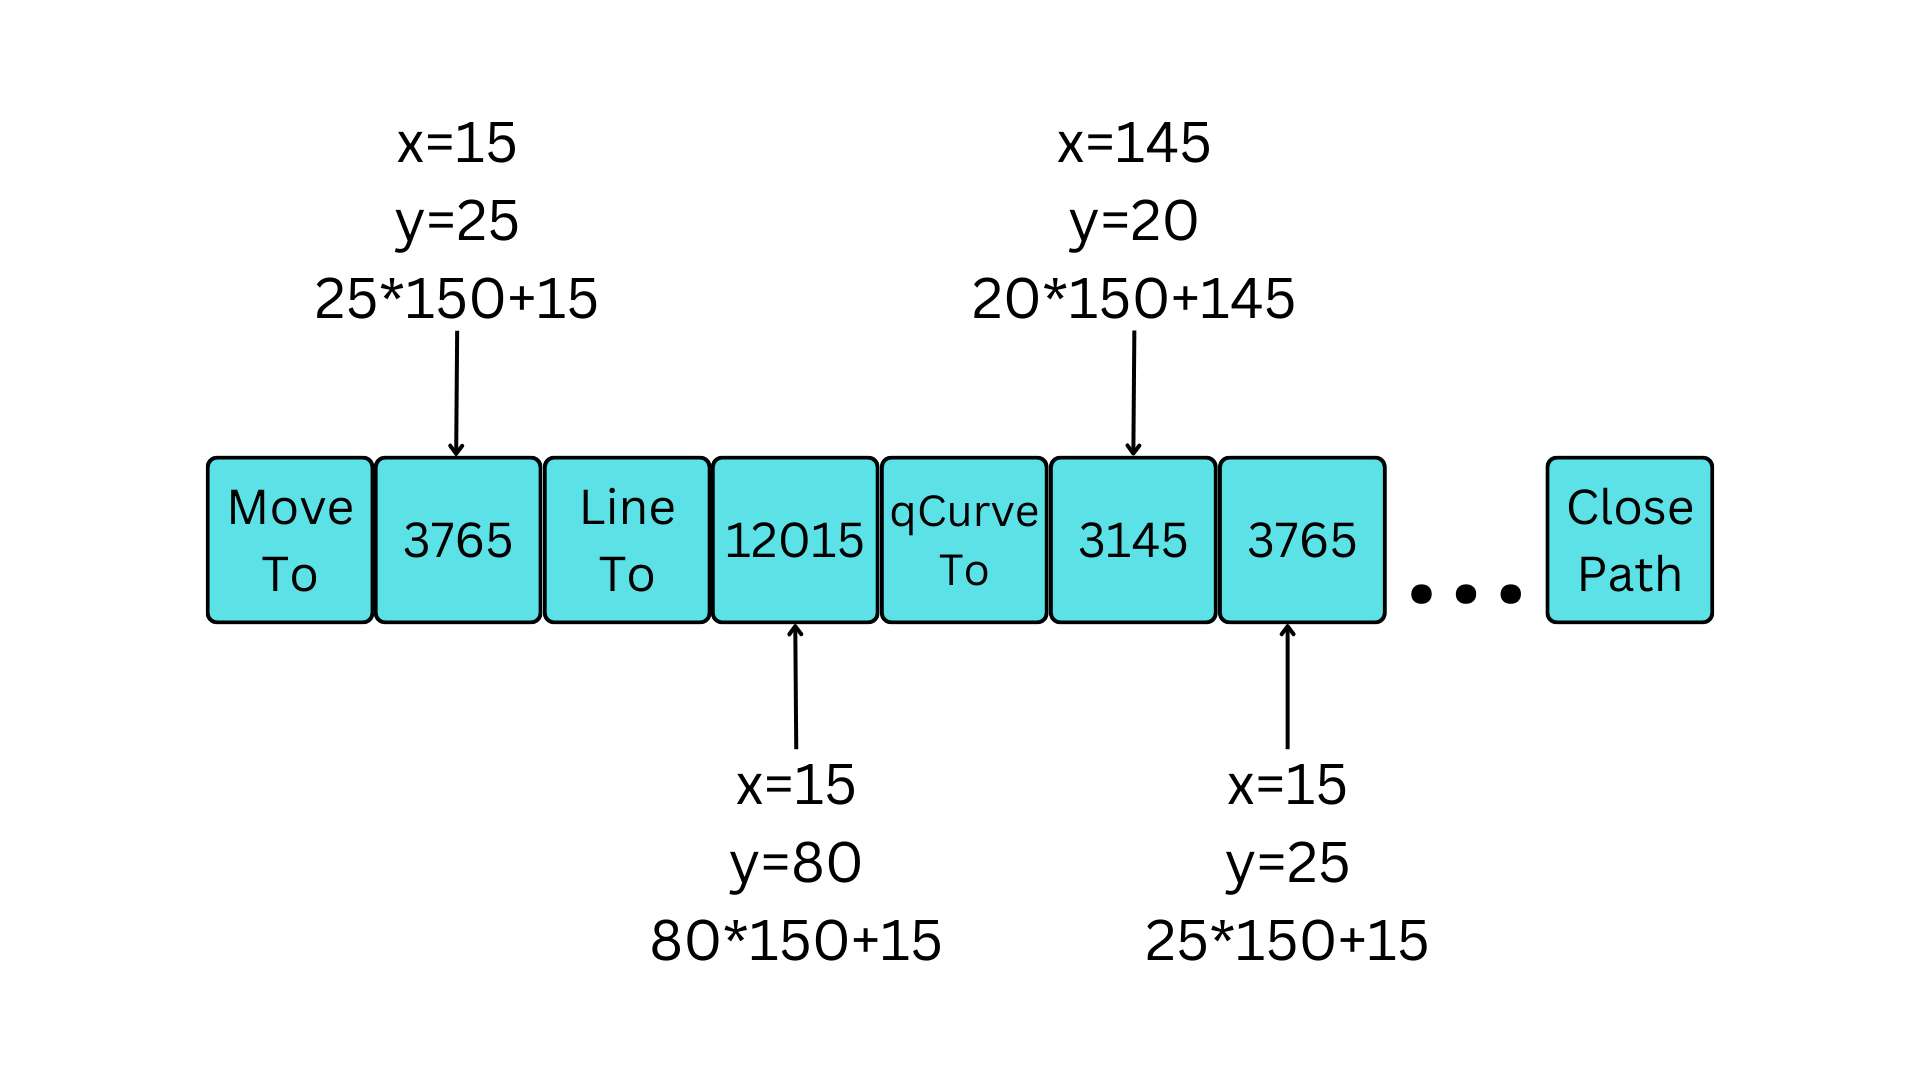 x=15
y=25
25*150+15
x=145
y=20
20*150+145
Move
To
3765
Line
To
12015
qCurve
To
3145
3765
...
Close
Path
x=15
y=80
80*150+15
x=15
y=25
25*150+15